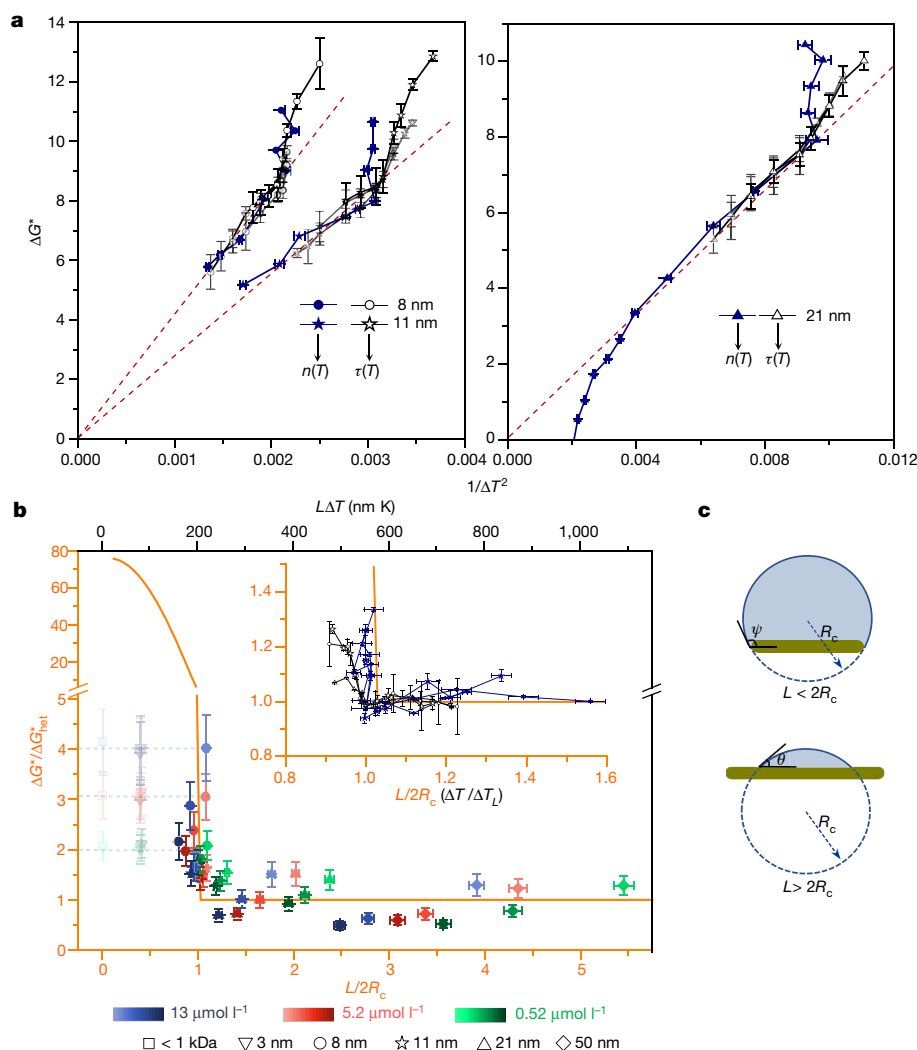 a
14
12
10
8
6
4
2
0
ΔG*
0.000 0.001 0.002 0.003 0.004
8 nm
11 nm
n(T) τ(T)
10
8
6
4
2
0
0.000 0.004 0.008 0.012
21 nm
n(T) τ(T)
1/ΔT²
b
LΔT (nm K)
0 200 400 600 800 1,000
80
70
50
30
10
5
4
3
2
1
0
ΔG*/ΔG*het
0 1 2 3 4 5
L/2Rc
1.4
1.2
1.0
0.8
0.8 1.0 1.2 1.4 1.6
L/2Rc (ΔT/ΔTL)
c
ψ
Rc
L < 2Rc
θ
Rc
L > 2Rc
13 μmol l⁻¹ 5.2 μmol l⁻¹ 0.52 μmol l⁻¹
< 1 kDa 3 nm 8 nm 11 nm 21 nm 50 nm